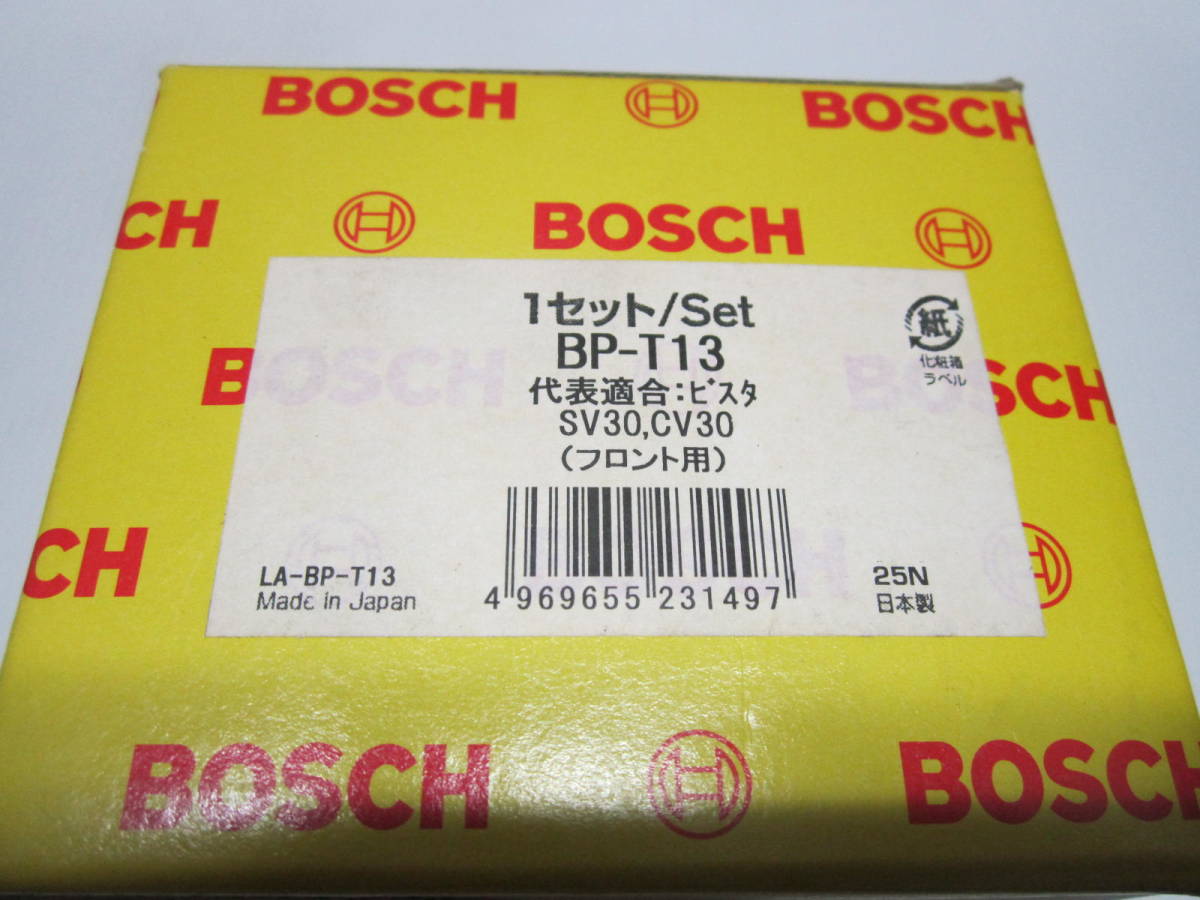 BOSCH BOSCH
CH BOSCH
1セット/Set
BP-T13
代表適合:ビスタ
SV30,CV30
(フロント用)
紙
化粧箱
ラベル
BOSCH BOSCH
CH
LA-BP-T13
Made in Japan
4 969655 231497
25N
日本製
BOSCH BOSCH